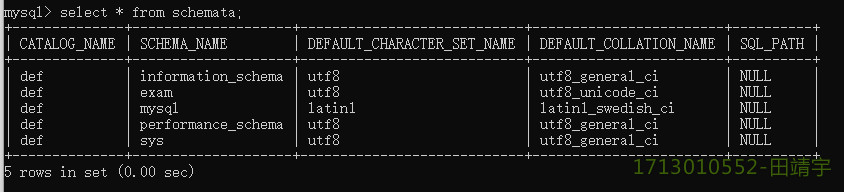 mysql> select * from schemata;
| CATALOG_NAME | SCHEMA_NAME | DEFAULT_CHARACTER_SET_NAME | DEFAULT_COLLATION_NAME | SQL_PATH |
| def | information_schema | utf8 | utf8_general_ci | NULL |
| def | exam | utf8 | utf8_unicode_ci | NULL |
| def | mysql | latin1 | latin1_swedish_ci | NULL |
| def | performance_schema | utf8 | utf8_general_ci | NULL |
| def | sys | utf8 | utf8_general_ci | NULL |
5 rows in set (0.00 sec)
1713010552-田靖宇